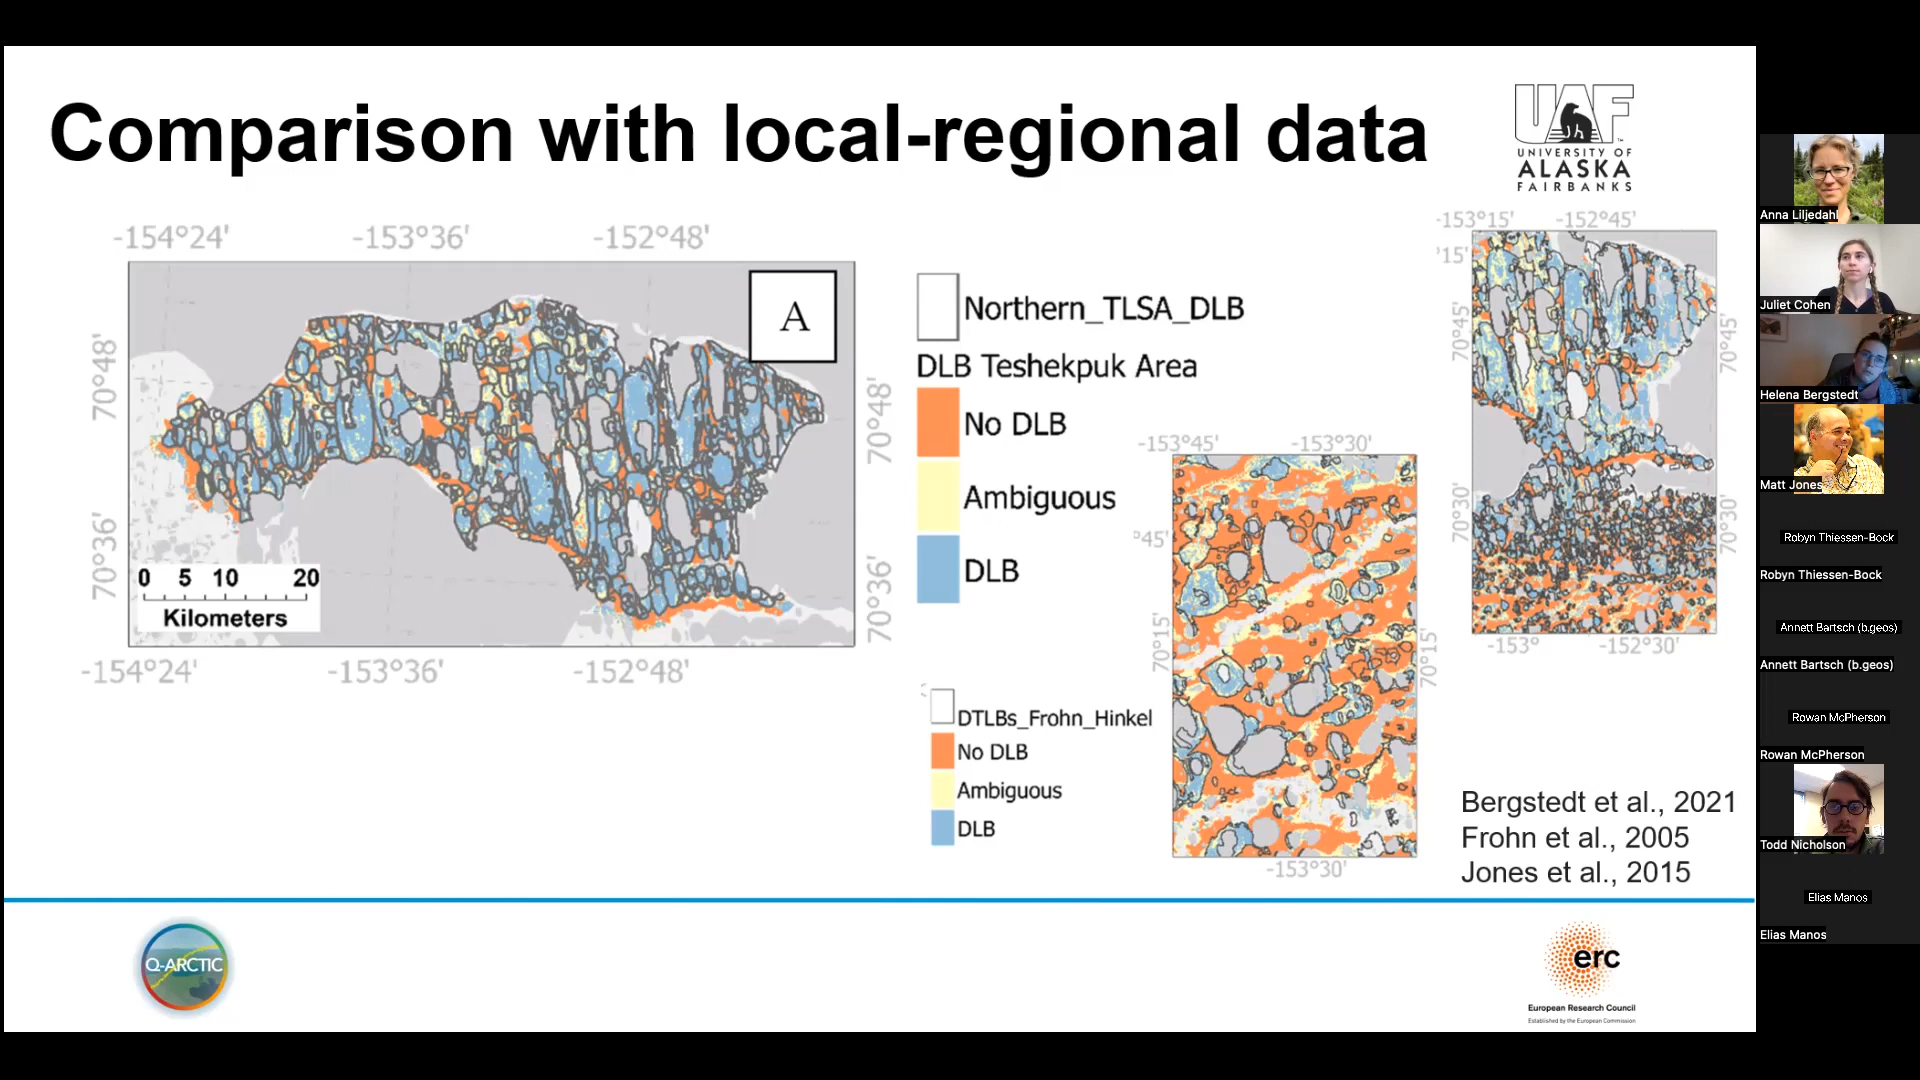 Comparison with local-regional data
UAF
UNIVERSITY OF
ALASKA
FAIRBANKS
-154°24'
-153°36'
-152°48'
70°48'
70°36'
A
70°48'
70°36'
0 5 10 20
Kilometers
-154°24'
-153°36'
-152°48'
Northern_TLSA_DLB
DLB Teshekpuk Area
No DLB
Ambiguous
DLB
DTLBs_Frohn_Hinkel
No DLB
Ambiguous
DLB
-153°45'
-153°30'
°45'
70°15'
70°15'
-153°30'
-153°15'
-152°45'
'15'
70°45'
70°45'
70°30'
70°30'
-153°
-152°30'
Bergstedt et al., 2021
Frohn et al., 2005
Jones et al., 2015
Q-ARCTIC
erc
European Research Council
Established by the European Commission
Anna Liljedahl
Juliet Cohen
Helena Bergstedt
Matt Jones
Robyn Thiessen-Bock
Robyn Thiessen-Bock
Annett Bartsch (b.geos)
Annett Bartsch (b.geos)
Rowan McPherson
Rowan McPherson
Todd Nicholson
Elias Manos
Elias Manos